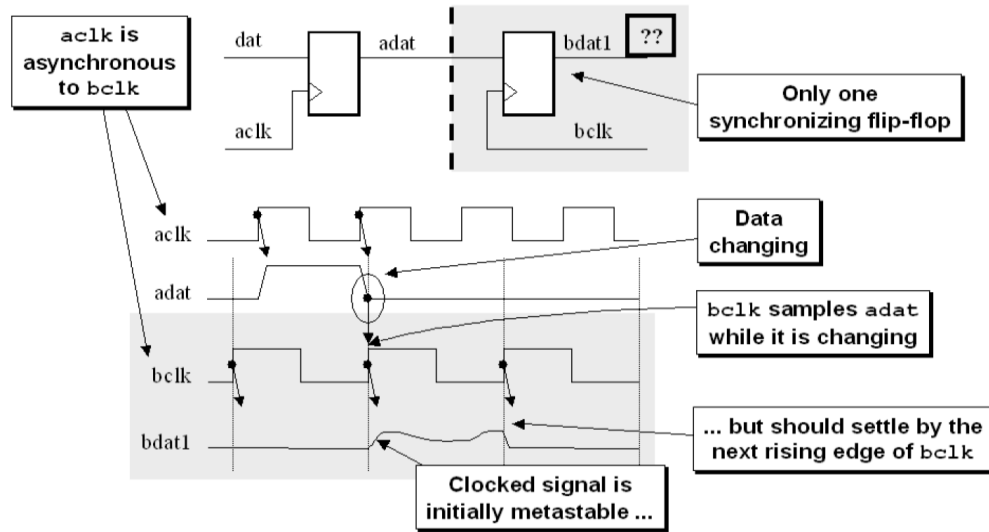 aclk is
asynchronous
to bclk
dat
adat
bdat1
??
aclk
bclk
Only one
synchronizing flip-flop
aclk
Data
changing
adat
bclk samples adat
while it is changing
bclk
bdat1
... but should settle by the
next rising edge of bclk
Clocked signal is
initially metastable ...